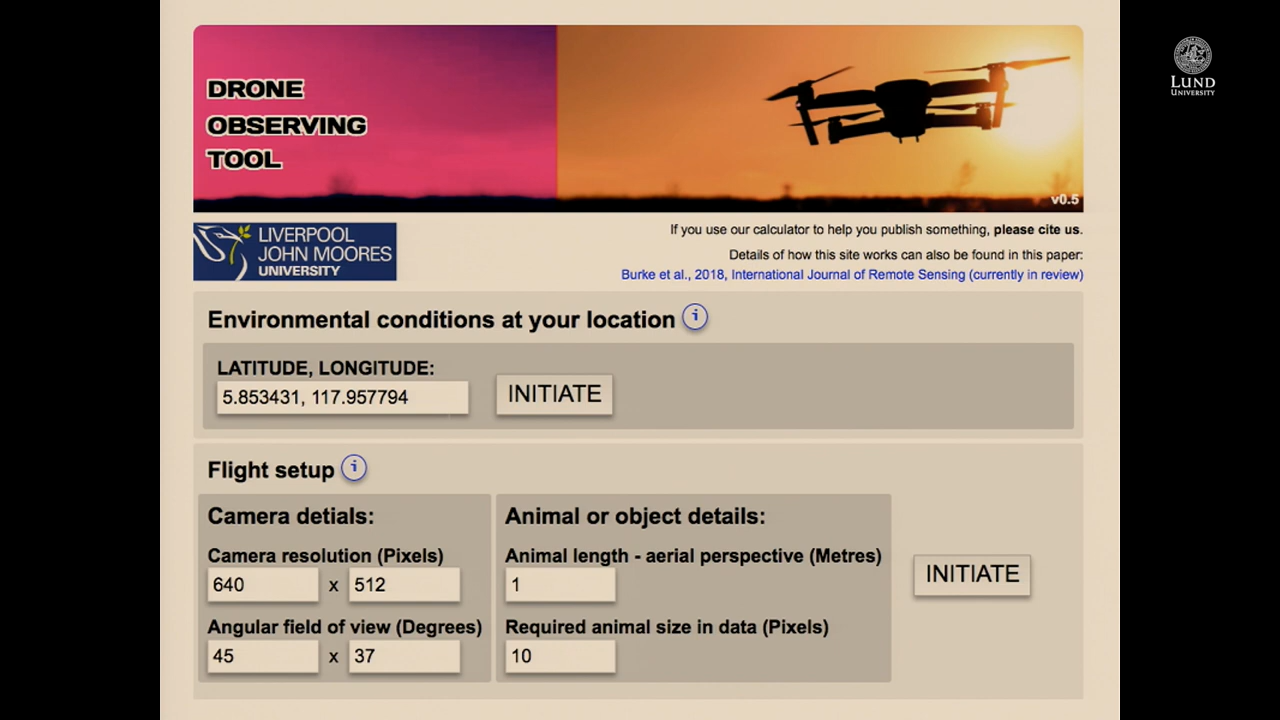 DRONE
OBSERVING
TOOL
v0.5
LUND
UNIVERSITY
LIVERPOOL
JOHN MOORES
UNIVERSITY
If you use our calculator to help you publish something, please cite us.
Details of how this site works can also be found in this paper:
Burke et al., 2018, International Journal of Remote Sensing (currently in review)
Environmental conditions at your location i
LATITUDE, LONGITUDE:
5.853431, 117.957794
INITIATE
Flight setup i
Camera detials:
Camera resolution (Pixels)
640 x 512
Angular field of view (Degrees)
45 x 37
Animal or object details:
Animal length - aerial perspective (Metres)
1
Required animal size in data (Pixels)
10
INITIATE